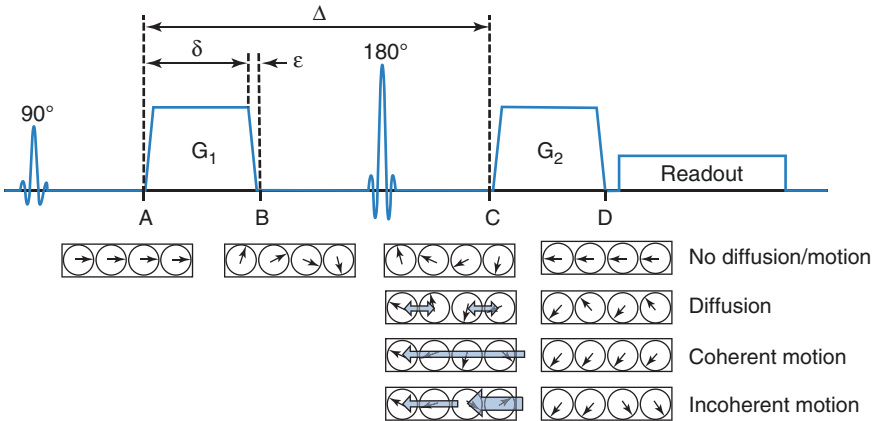 Δ
δ
ε
180°
90°
G1
G2
Readout
A
B
C
D
No diffusion/motion
Diffusion
Coherent motion
Incoherent motion